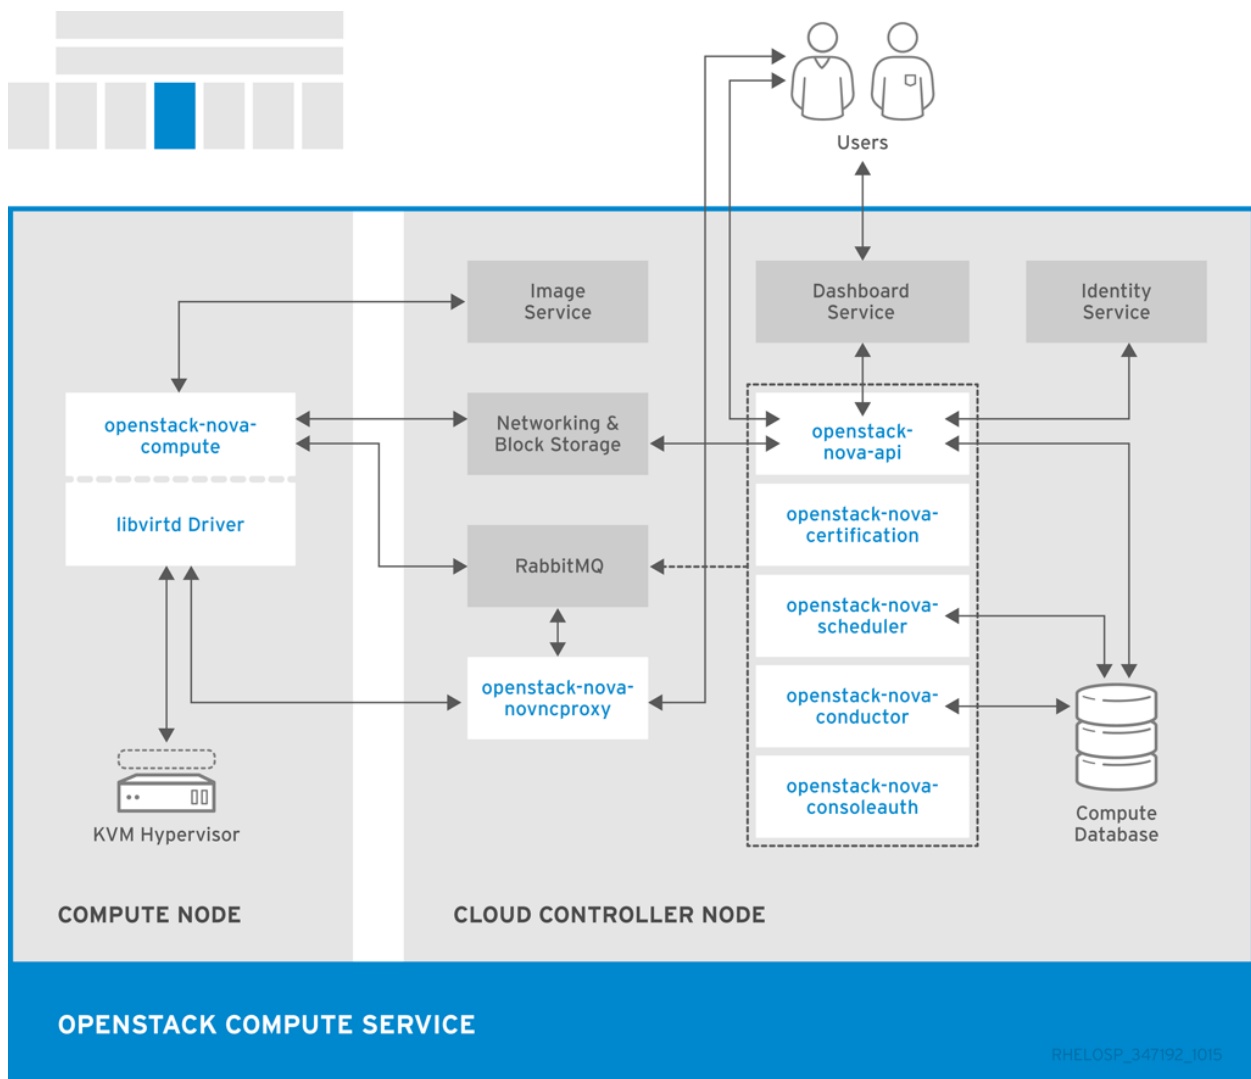 Users
Image
Service
Dashboard
Service
Identity
Service
openstack-nova-
compute
libvirtd Driver
Networking &
Block Storage
openstack-
nova-api
openstack-nova-
certification
RabbitMQ
openstack-nova-
scheduler
openstack-nova-
novncproxy
openstack-nova-
conductor
openstack-nova-
consoleauth
KVM Hypervisor
Compute
Database
COMPUTE NODE
CLOUD CONTROLLER NODE
OPENSTACK COMPUTE SERVICE
RHELOSP_347192_1015